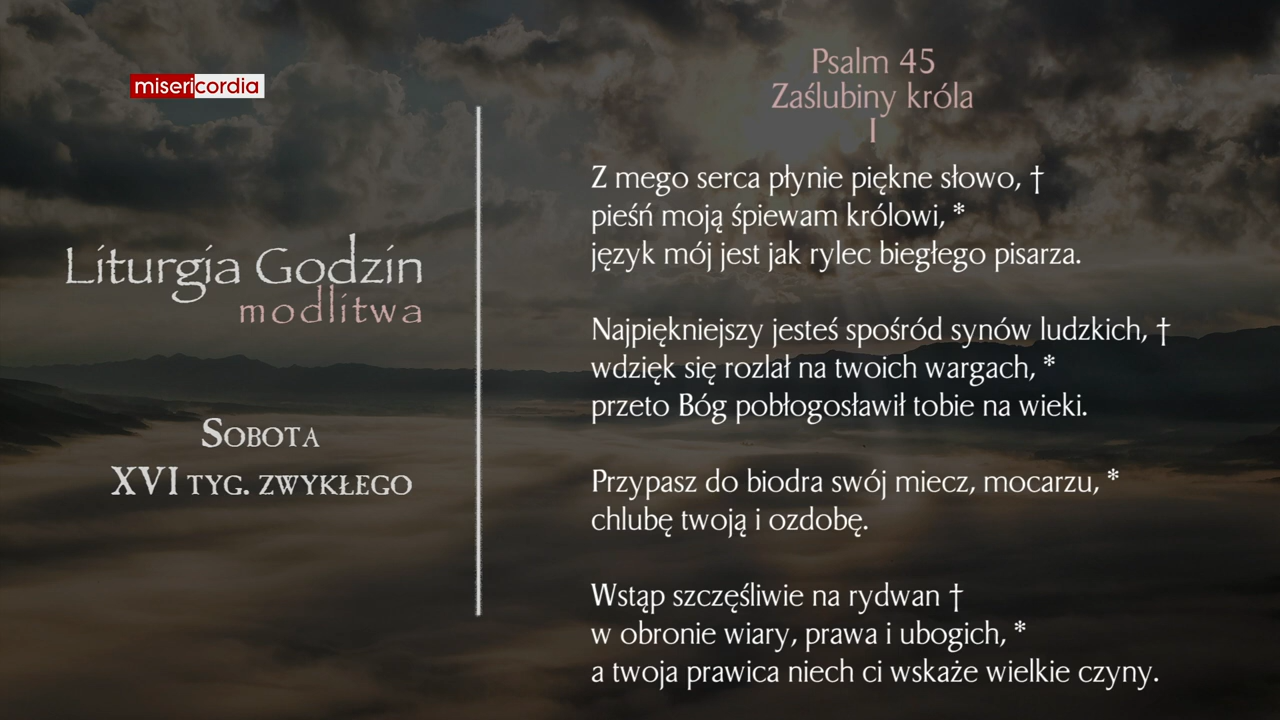 misericordia
Liturgia Godzin
modlitwa
Sobota
XVI tyg. zwykłego
Psalm 45
Zaślubiny króla
I
Z mego serca płynie piękne słowo, †
pieśń moją śpiewam królowi, *
język mój jest jak rylec biegłego pisarza.
Najpiękniejszy jesteś spośród synów ludzkich, †
wdzięk się rozlał na twoich wargach, *
przeto Bóg pobłogosławił tobie na wieki.
Przypasz do biodra swój miecz, mocarzu, *
chlubę twoją i ozdobę.
Wstąp szczęśliwie na rydwan †
w obronie wiary, prawa i ubogich, *
a twoja prawica niech ci wskaże wielkie czyny.